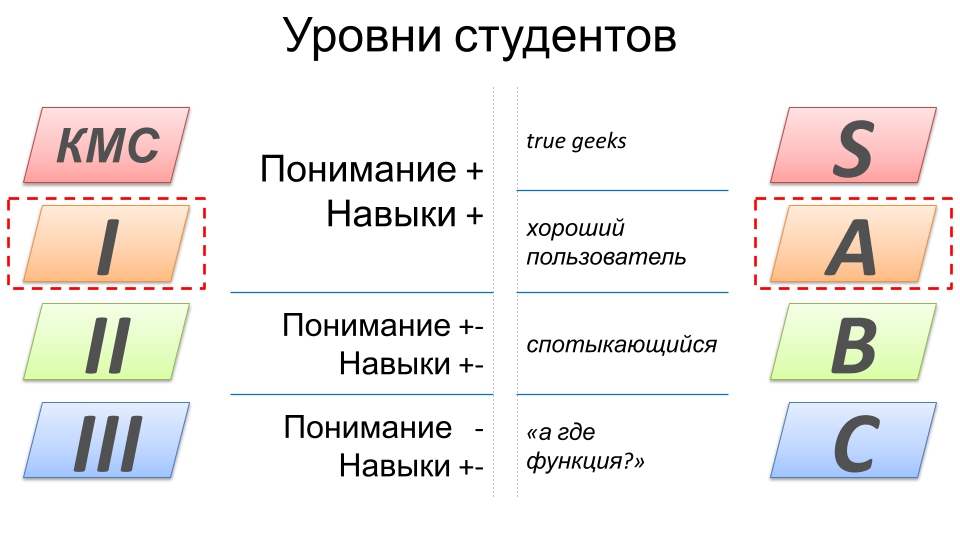 Уровни студентов
КМС
Понимание +
Навыки +
true geeks
S
I
хороший
пользователь
A
II
Понимание +-
Навыки +-
спотыкающийся
B
III
Понимание -
Навыки +-
«а где
функция?»
C